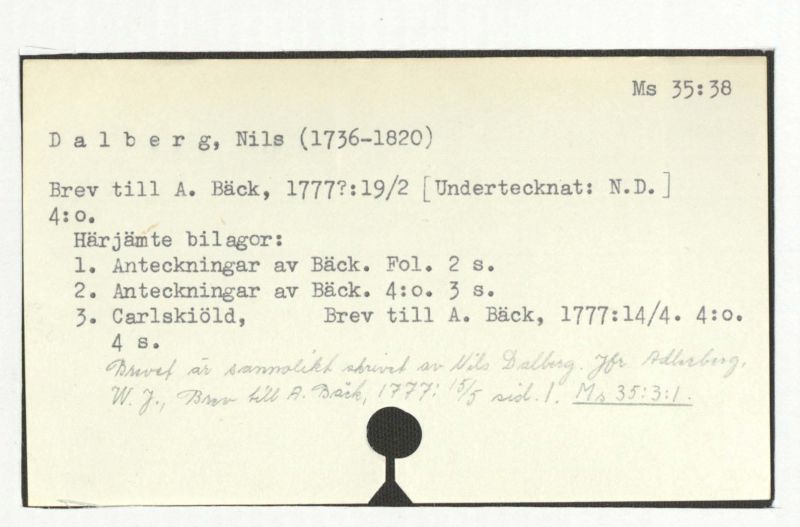 Ms 35:38
D a l b e r g, Nils (1736-1820)
Brev till A. Bäck, 1777?:19/2 [Undertecknat: N.D.]
4:o.
Härjämte bilagor:
1. Anteckningar av Bäck. Fol. 2 s.
2. Anteckningar av Bäck. 4:o. 3 s.
3. Carlskiöld, Brev till A. Bäck, 1777:14/4. 4:o.
4 s.
Brevet är sannolikt skrivet av Nils Dalberg. Jfr Adlerberg,
W. J., Brev till A. Bäck, 1777: 15/5 sid. 1. Ms 35:3:1.